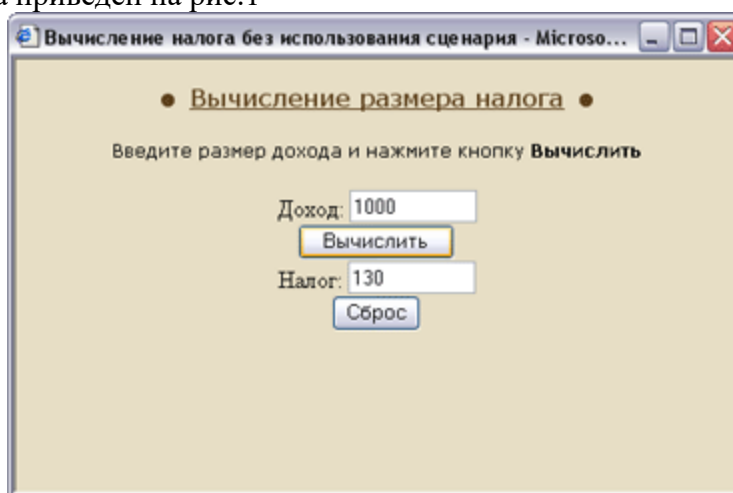 а приведен на рис.1
Вычисление налога без использования сценария - Microso...
• Вычисление размера налога •
Введите размер дохода и нажмите кнопку Вычислить
Доход: 1000
Вычислить
Налог: 130
Сброс